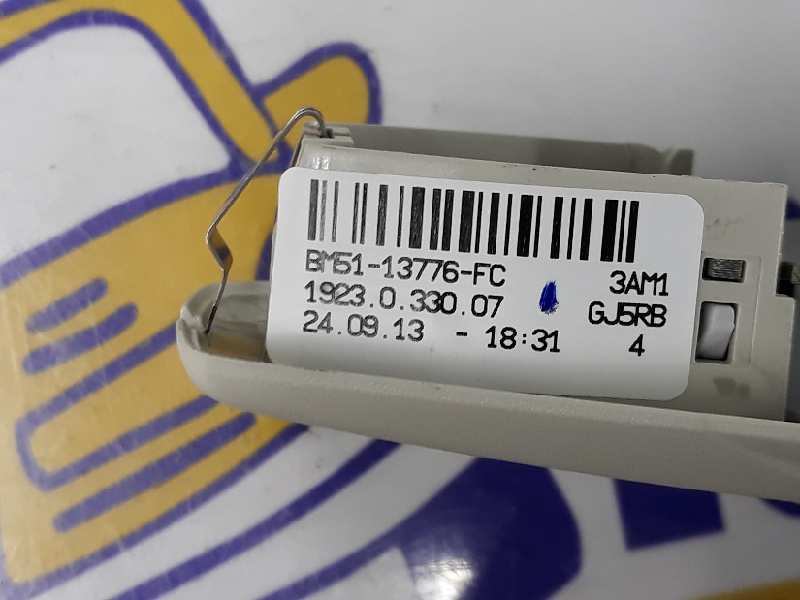 BM51-13776-FC 3AM1
1923.0.330.07 GJ5RB
24.09.13 - 18:31 4